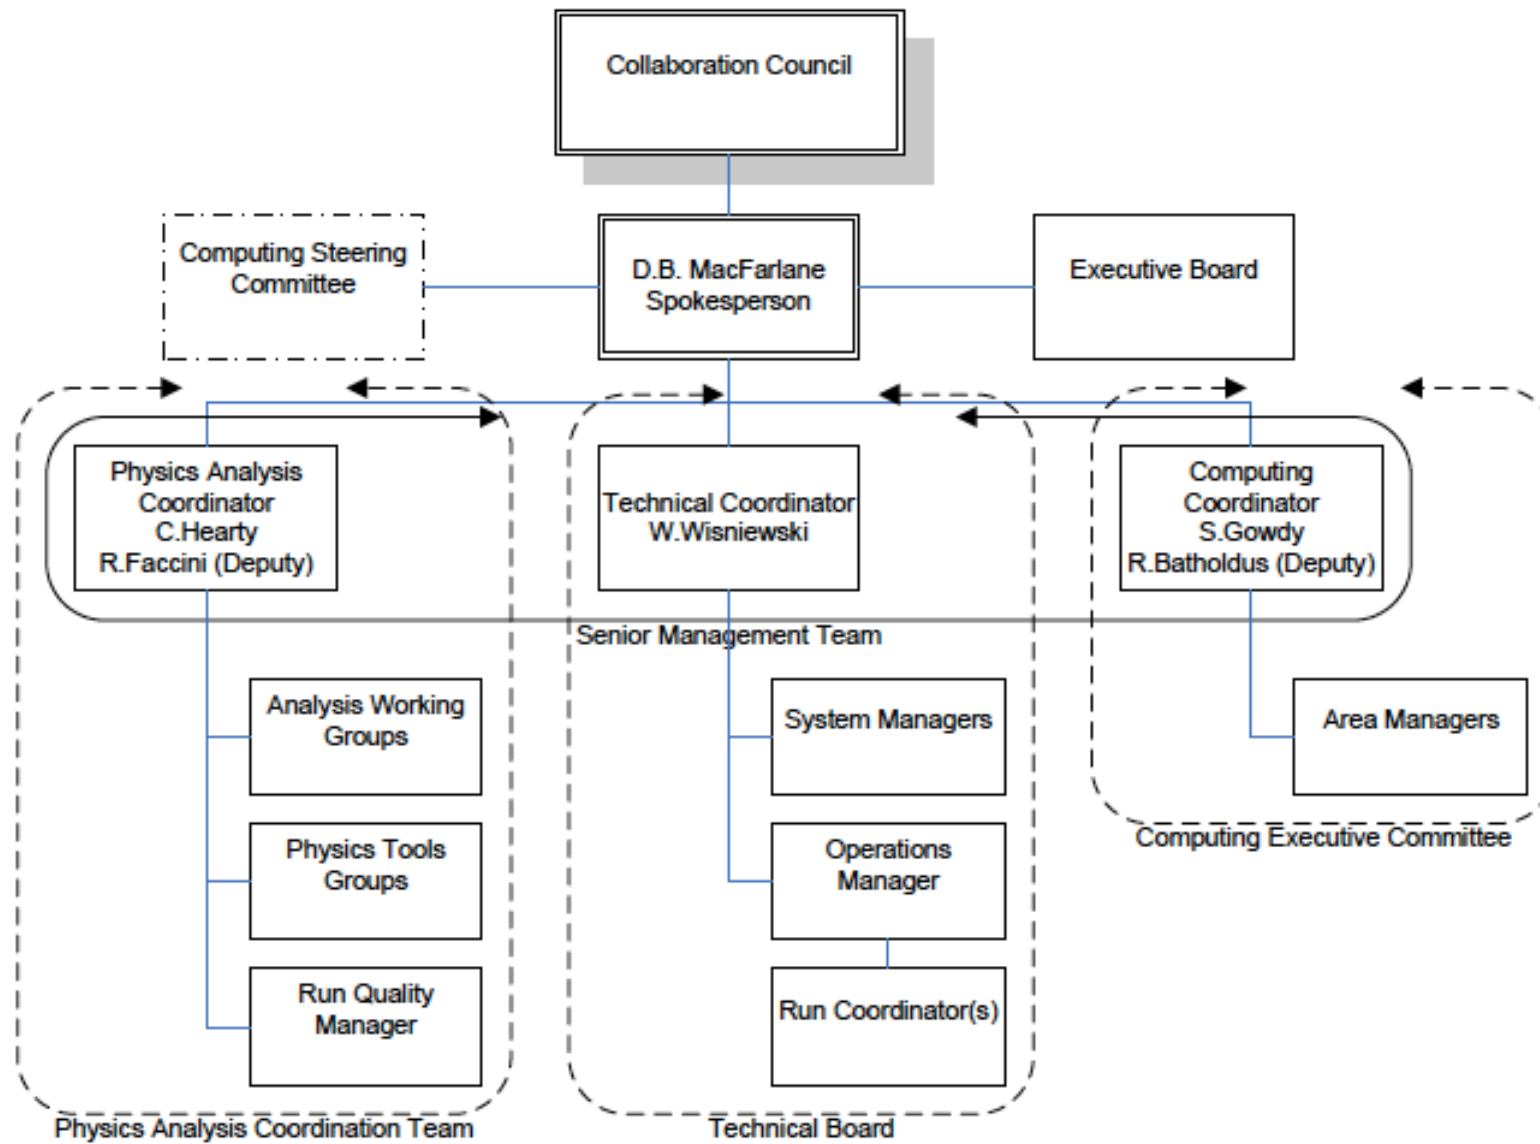 Collaboration Council
Computing Steering
Committee
D.B. MacFarlane
Spokesperson
Executive Board
Physics Analysis
Coordinator
C.Hearty
R.Faccini (Deputy)
Technical Coordinator
W.Wisniewski
Computing
Coordinator
S.Gowdy
R.Batholdus (Deputy)
Senior Management Team
Analysis Working
Groups
System Managers
Area Managers
Physics Tools
Groups
Operations
Manager
Computing Executive Committee
Run Quality
Manager
Run Coordinator(s)
Physics Analysis Coordination Team
Technical Board